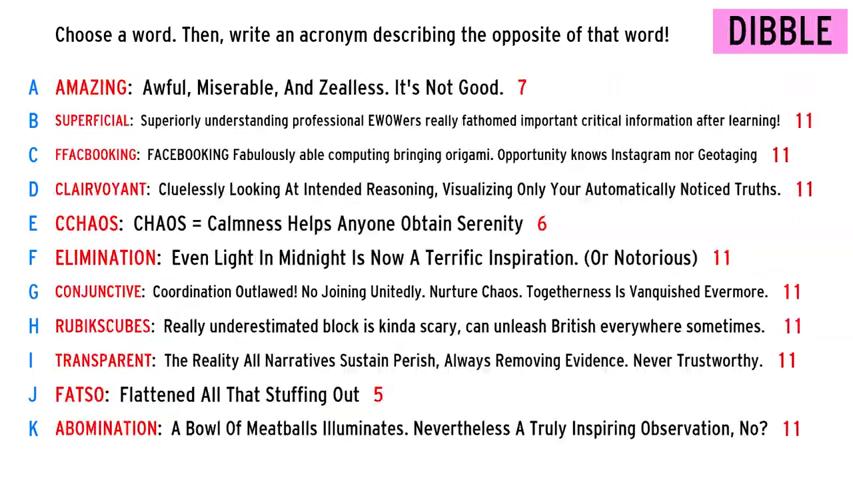 Choose a word. Then, write an acronym describing the opposite of that word!
DIBBLE
A AMAZING: Awful, Miserable, And Zealless. It's Not Good. 7
B SUPERFICIAL: Superiorly understanding professional EWOWers really fathomed important critical information after learning! 11
C FFACBOOKING: FACEBOOKING Fabulously able computing bringing origami. Opportunity knows Instagram nor Geotaging 11
D CLAIRVOYANT: Cluelessly Looking At Intended Reasoning, Visualizing Only Your Automatically Noticed Truths. 11
E CCHAOS: CHAOS = Calmness Helps Anyone Obtain Serenity 6
F ELIMINATION: Even Light In Midnight Is Now A Terrific Inspiration. (Or Notorious) 11
G CONJUNCTIVE: Coordination Outlawed! No Joining Unitedly. Nurture Chaos. Togetherness Is Vanquished Evermore. 11
H RUBIKSCUBES: Really underestimated block is kinda scary, can unleash British everywhere sometimes. 11
I TRANSPARENT: The Reality All Narratives Sustain Perish, Always Removing Evidence. Never Trustworthy. 11
J FATSO: Flattened All That Stuffing Out 5
K ABOMINATION: A Bowl Of Meatballs Illuminates. Nevertheless A Truly Inspiring Observation, No? 11